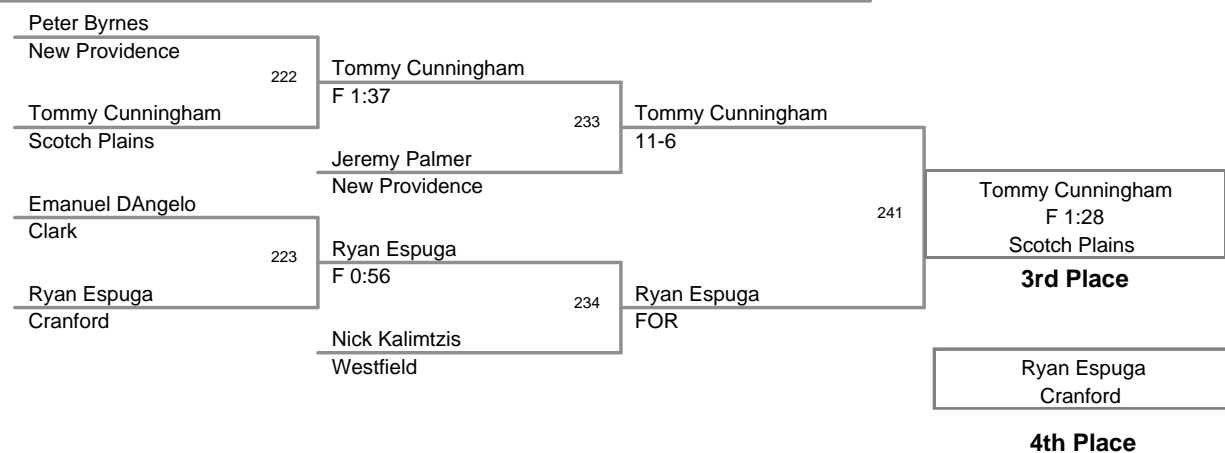 Peter Byrnes
New Providence
222
Tommy Cunningham
Scotch Plains
Emanuel DAngelo
Clark
223
Ryan Espuga
Cranford
Tommy Cunningham
F 1:37
233
Jeremy Palmer
New Providence
Ryan Espuga
F 0:56
234
Nick Kalimtzis
Westfield
Tommy Cunningham
11-6
241
Ryan Espuga
FOR
Tommy Cunningham
F 1:28
Scotch Plains
3rd Place
Ryan Espuga
Cranford
4th Place